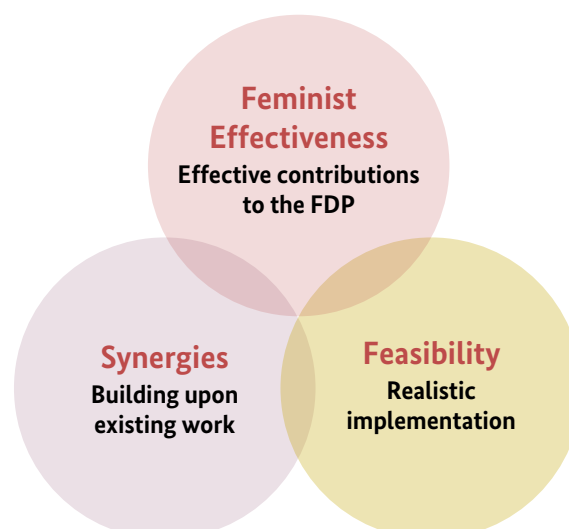 Feminist
Effectiveness
Effective contributions
to the FDP
Synergies
Building upon
existing work
Feasibility
Realistic
implementation